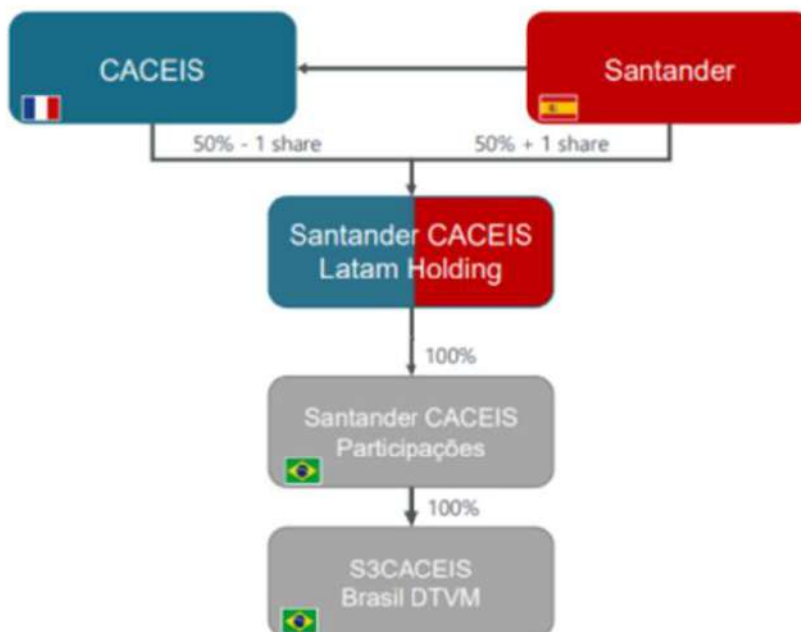 CACEIS
Santander
50% - 1 share
50% + 1 share
Santander CACEIS
Latam Holding
100%
Santander CACEIS
Participações
100%
S3CACEIS
Brasil DTVM